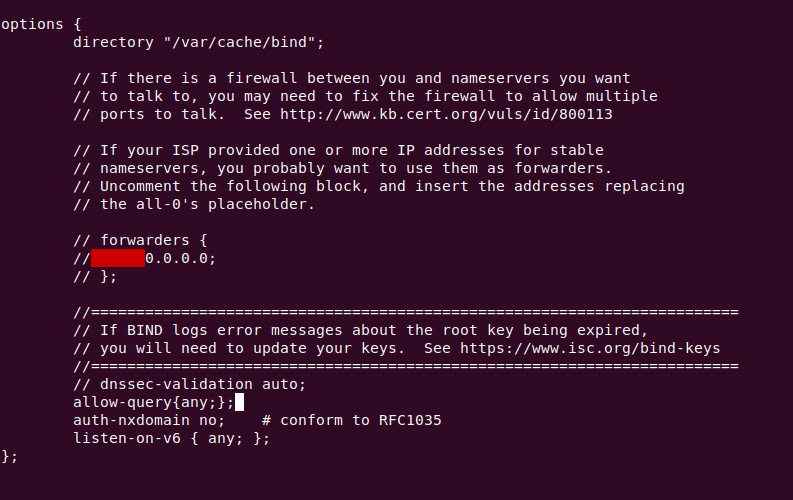 options {
        directory "/var/cache/bind";

        // If there is a firewall between you and nameservers you want
        // to talk to, you may need to fix the firewall to allow multiple
        // ports to talk.  See http://www.kb.cert.org/vuls/id/800113

        // If your ISP provided one or more IP addresses for stable
        // nameservers, you probably want to use them as forwarders.
        // Uncomment the following block, and insert the addresses replacing
        // the all-0's placeholder.

        // forwarders {
        //      0.0.0.0;
        // };

        //========================================================================
        // If BIND logs error messages about the root key being expired,
        // you will need to update your keys.  See https://www.isc.org/bind-keys
        //========================================================================
        // dnssec-validation auto;
        allow-query{any;};
        auth-nxdomain no;    # conform to RFC1035
        listen-on-v6 { any; };
};